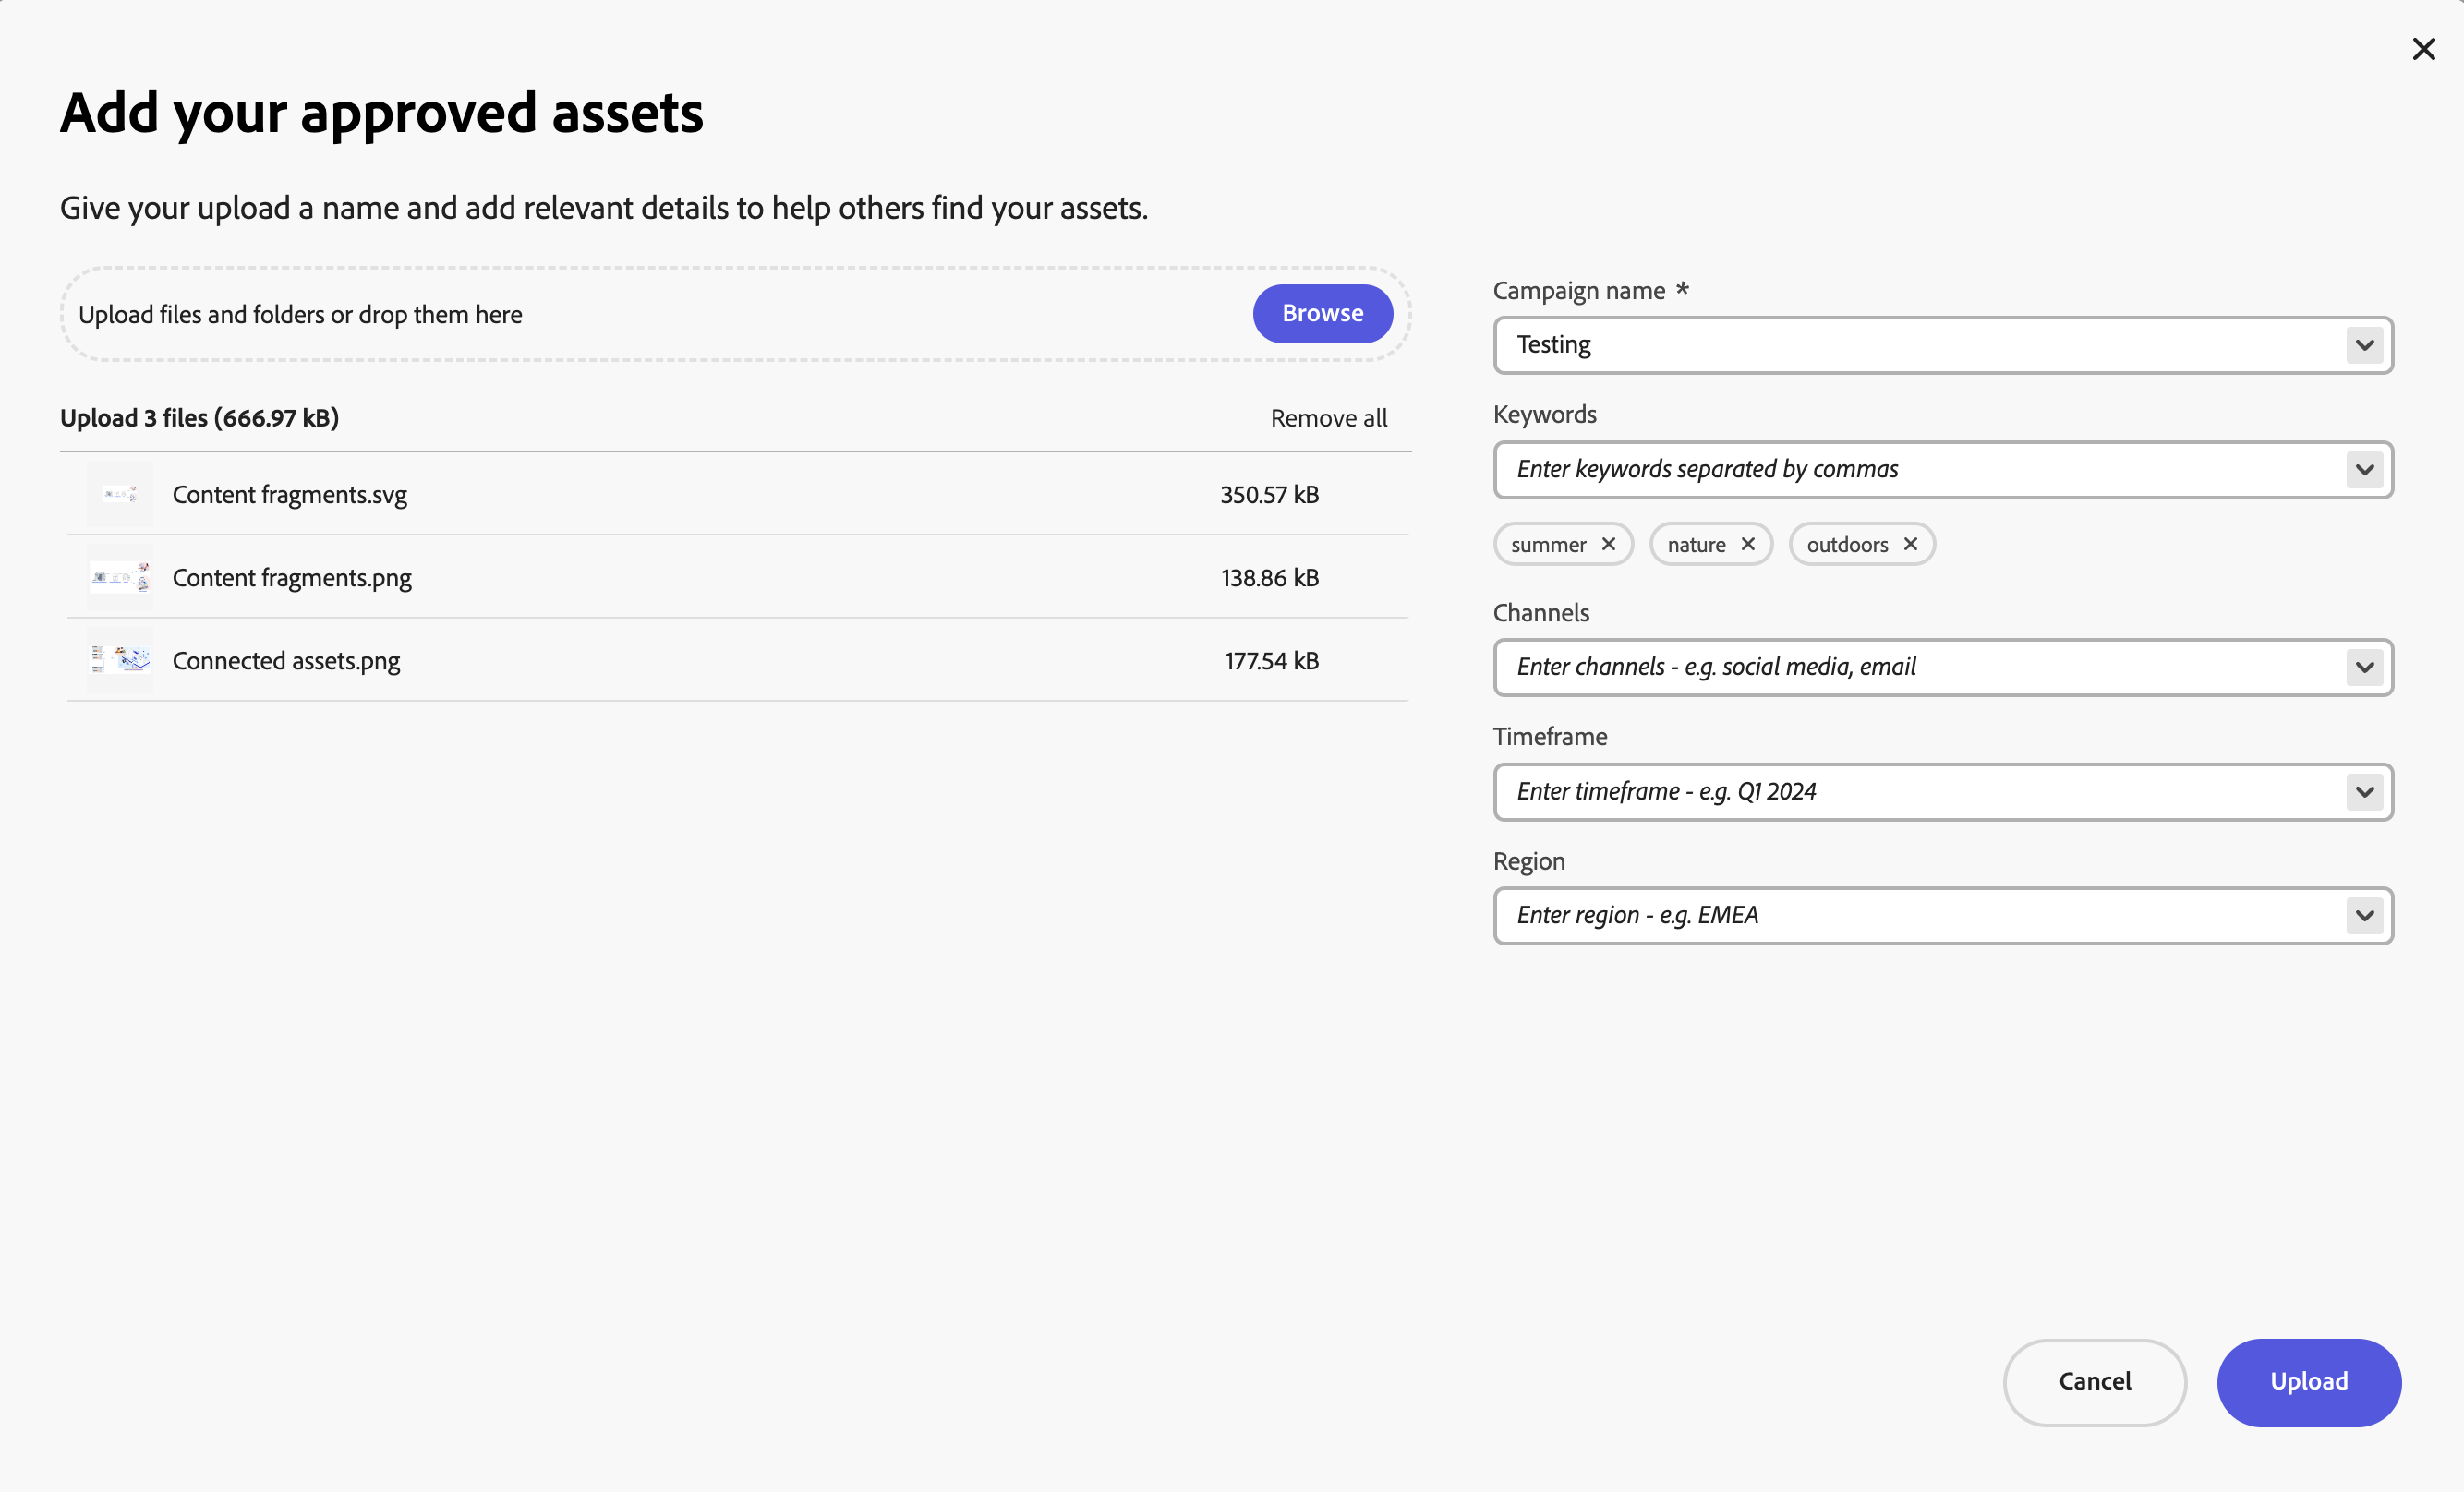 Add your approved assets
Give your upload a name and add relevant details to help others find your assets.
Upload files and folders or drop them here
Browse
Upload 3 files (666.97 kB)
Remove all
Content fragments.svg
350.57 kB
Content fragments.png
138.86 kB
Connected assets.png
177.54 kB
Campaign name *
Testing
Keywords
Enter keywords separated by commas
summer
nature
outdoors
Channels
Enter channels - e.g. social media, email
Timeframe
Enter timeframe - e.g. Q1 2024
Region
Enter region - e.g. EMEA
Cancel
Upload